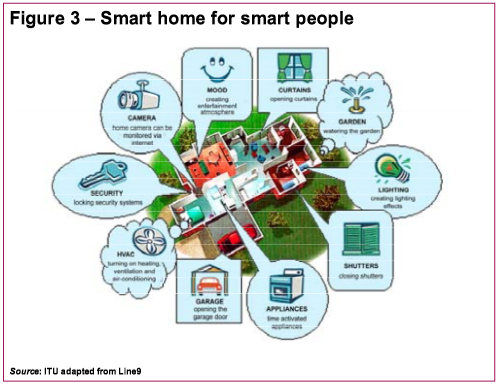 Figure 3 – Smart home for smart people
MOOD
creating
entertainment
atmosphere
CURTAINS
opening curtains
CAMERA
home camera can be
monitored via
internet
GARDEN
watering the garden
SECURITY
locking security systems
LIGHTING
creating lighting
effects
HVAC
turning on heating,
ventilation and
air-conditioning
SHUTTERS
closing shutters
GARAGE
opening the
garage door
APPLIANCES
time activated
appliances
Source: ITU adapted from Line9